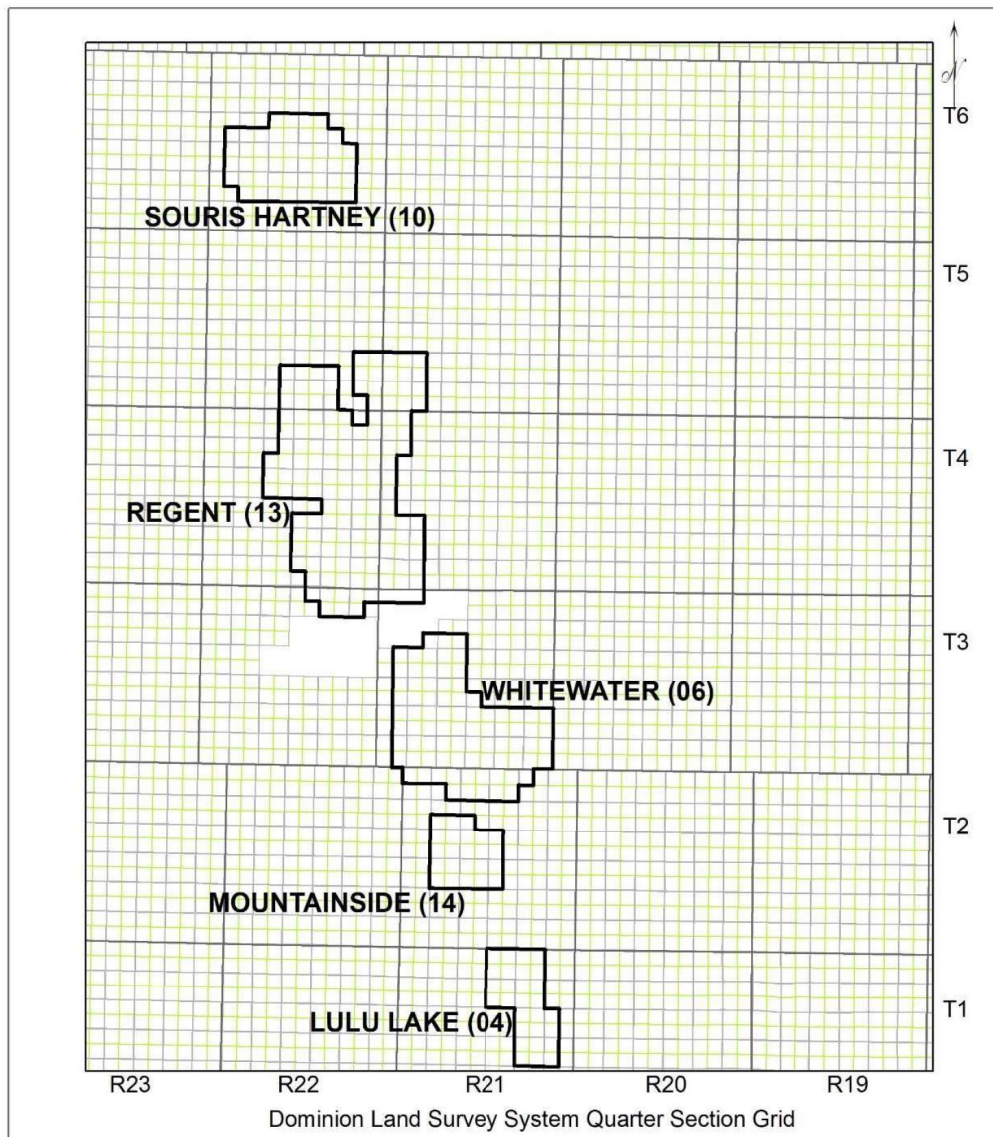 N
T6
SOURIS HARTNEY (10)
T5
T4
REGENT (13)
T3
WHITEWATER (06)
T2
MOUNTAINSIDE (14)
T1
LULU LAKE (04)
R23 R22 R21 R20 R19
Dominion Land Survey System Quarter Section Grid